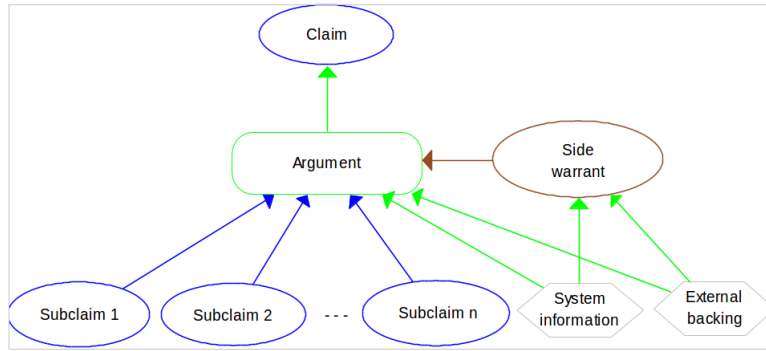 Claim
Argument
Side
warrant
Subclaim 1
Subclaim 2
- - -
Subclaim n
System
information
External
backing